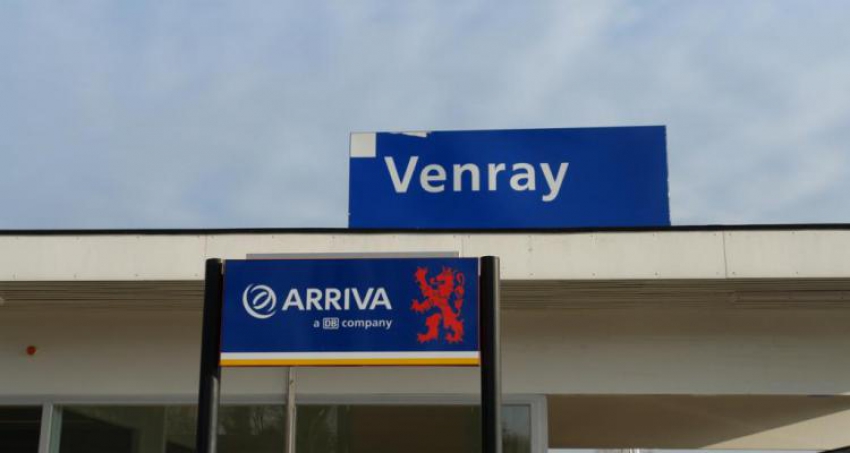 Venray
ARRIVA
a DB company